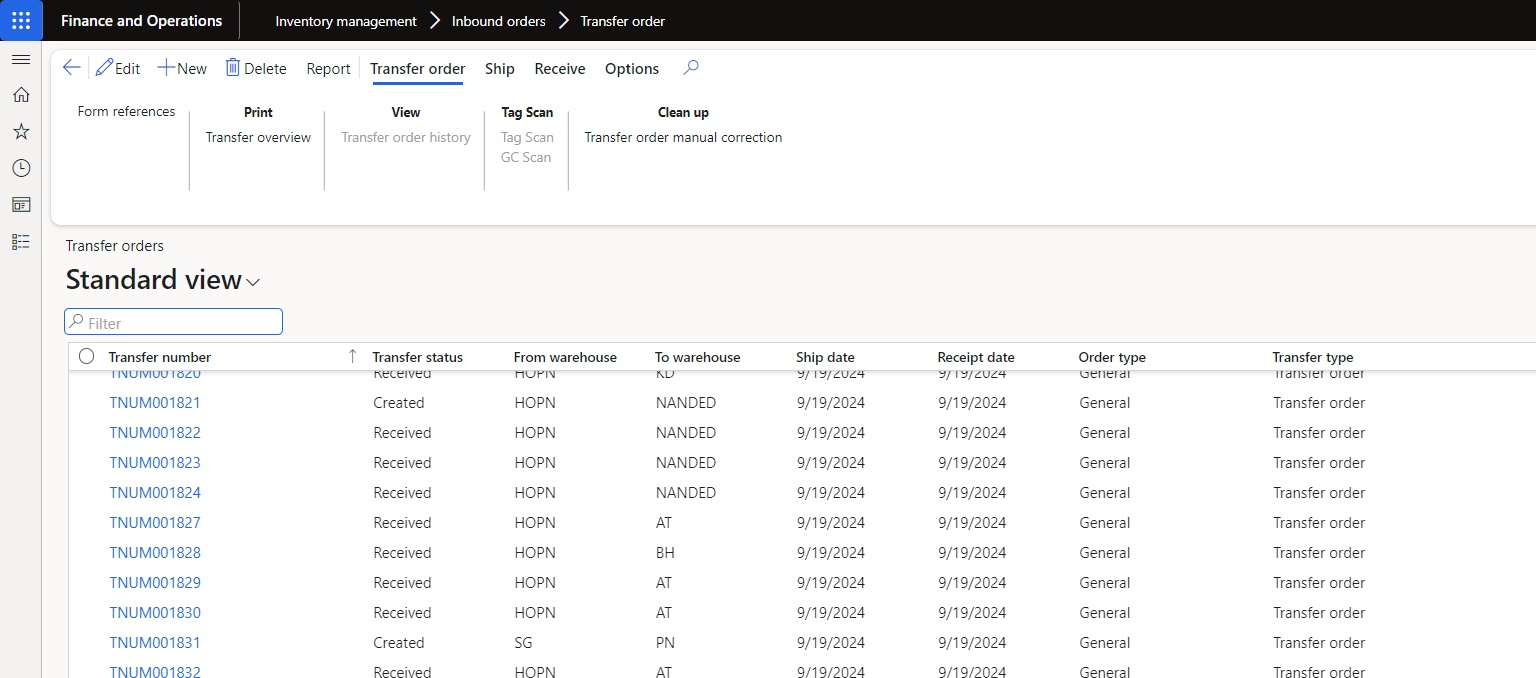 Finance and Operations Inventory management Inbound orders Transfer order
Edit New Delete Report Transfer order Ship Receive Options
Form references Print View Tag Scan Clean up
Transfer overview Transfer order history Tag Scan Transfer order manual correction
GC Scan
Transfer orders
Standard view
Filter
Transfer number Transfer status From warehouse To warehouse Ship date Receipt date Order type Transfer type
TNUM001820 Received HOPN KD 9/19/2024 9/19/2024 General Transfer order
TNUM001821 Created HOPN NANDED 9/19/2024 9/19/2024 General Transfer order
TNUM001822 Received HOPN NANDED 9/19/2024 9/19/2024 General Transfer order
TNUM001823 Received HOPN NANDED 9/19/2024 9/19/2024 General Transfer order
TNUM001824 Received HOPN NANDED 9/19/2024 9/19/2024 General Transfer order
TNUM001827 Received HOPN AT 9/19/2024 9/19/2024 General Transfer order
TNUM001828 Received HOPN BH 9/19/2024 9/19/2024 General Transfer order
TNUM001829 Received HOPN AT 9/19/2024 9/19/2024 General Transfer order
TNUM001830 Received HOPN AT 9/19/2024 9/19/2024 General Transfer order
TNUM001831 Created SG PN 9/19/2024 9/19/2024 General Transfer order
TNUM001832 Received HOPN AT 9/19/2024 9/19/2024 General Transfer order